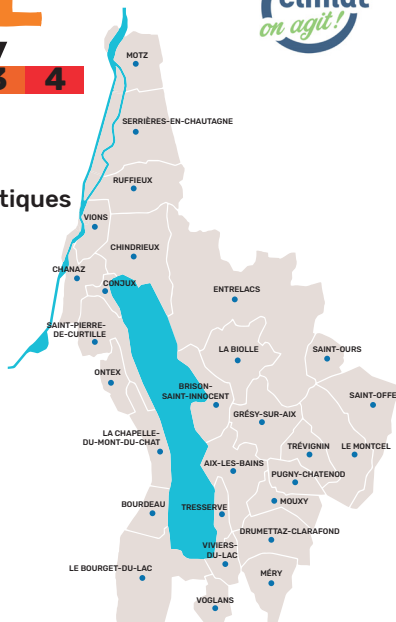 climat
on agit!
4
tiques
MOTZ
SERRIÈRES-EN-CHAUTAGNE
RUFFIEUX
VIONS
CHINDRIEUX
CHANAZ
CONJUX
ENTRELACS
SAINT-PIERRE-
DE-CURTILLE
LA BIOLLE
SAINT-OURS
ONTEX
BRISON-
SAINT-INNOCENT
SAINT-OFFE
GRÉSY-SUR-AIX
LA CHAPELLE-
DU-MONT-DU-CHAT
TRÉVIGNIN
LE MONTCEL
AIX-LES-BAINS
PUGNY-CHATENOD
BOURDEAU
TRESSERVE
MOUXY
DRUMETTAZ-CLARAFOND
VIVIERS-
DU-LAC
LE BOURGET-DU-LAC
MÉRY
VOGLANS